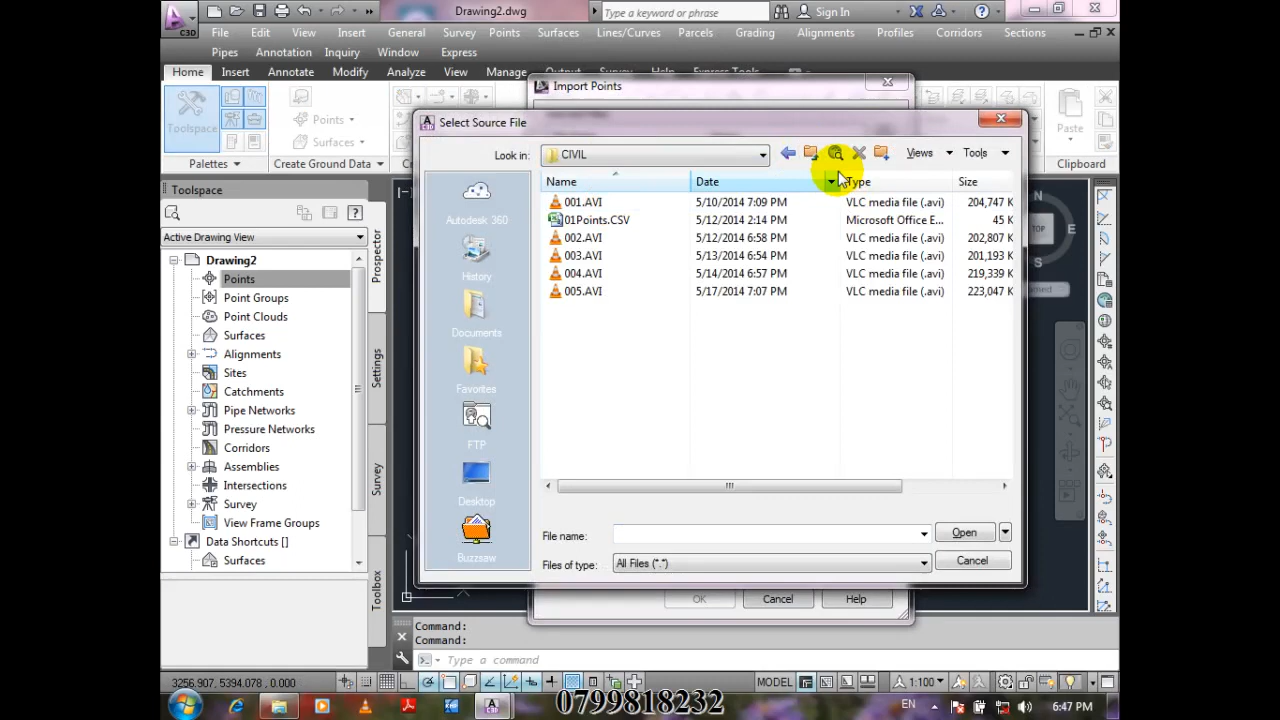 Drawing2.dwg
Type a keyword or phrase
Sign In
C3D
File Edit View Insert General Survey Points Surfaces Lines/Curves Parcels Grading Alignments Profiles Corridors Sections
Pipes Annotation Inquiry Window Express
Home Insert Annotate Modify Analyze View Manage Output Survey Help Express Tools
Import Points
Toolspace
Points
Surfaces
Paste
Palettes
Create Ground Data
Clipboard
Select Source File
Look in:
CIVIL
Views
Tools
Name Date Type Size
001.AVI 5/10/2014 7:09 PM VLC media file (.avi) 204,747 K
01Points.CSV 5/12/2014 2:14 PM Microsoft Office E... 45 K
002.AVI 5/12/2014 6:58 PM VLC media file (.avi) 202,807 K
003.AVI 5/13/2014 6:54 PM VLC media file (.avi) 201,193 K
004.AVI 5/14/2014 6:57 PM VLC media file (.avi) 219,339 K
005.AVI 5/17/2014 7:07 PM VLC media file (.avi) 223,047 K
Autodesk 360
History
Documents
Favorites
FTP
Desktop
Buzzsaw
File name:
Open
Files of type:
All Files (*.*)
Cancel
OK
Cancel
Help
Toolspace
Active Drawing View
Drawing2
Points
Point Groups
Point Clouds
Surfaces
Alignments
Sites
Catchments
Pipe Networks
Pressure Networks
Corridors
Assemblies
Intersections
Survey
View Frame Groups
Data Shortcuts []
Surfaces
Prospector
Settings
Survey
Toolbox
N
TOP
E
S
Command:
Command:
Type a command
3256.907, 5394.078 , 0.000
MODEL
1:100
0799818232
EN
6:47 PM